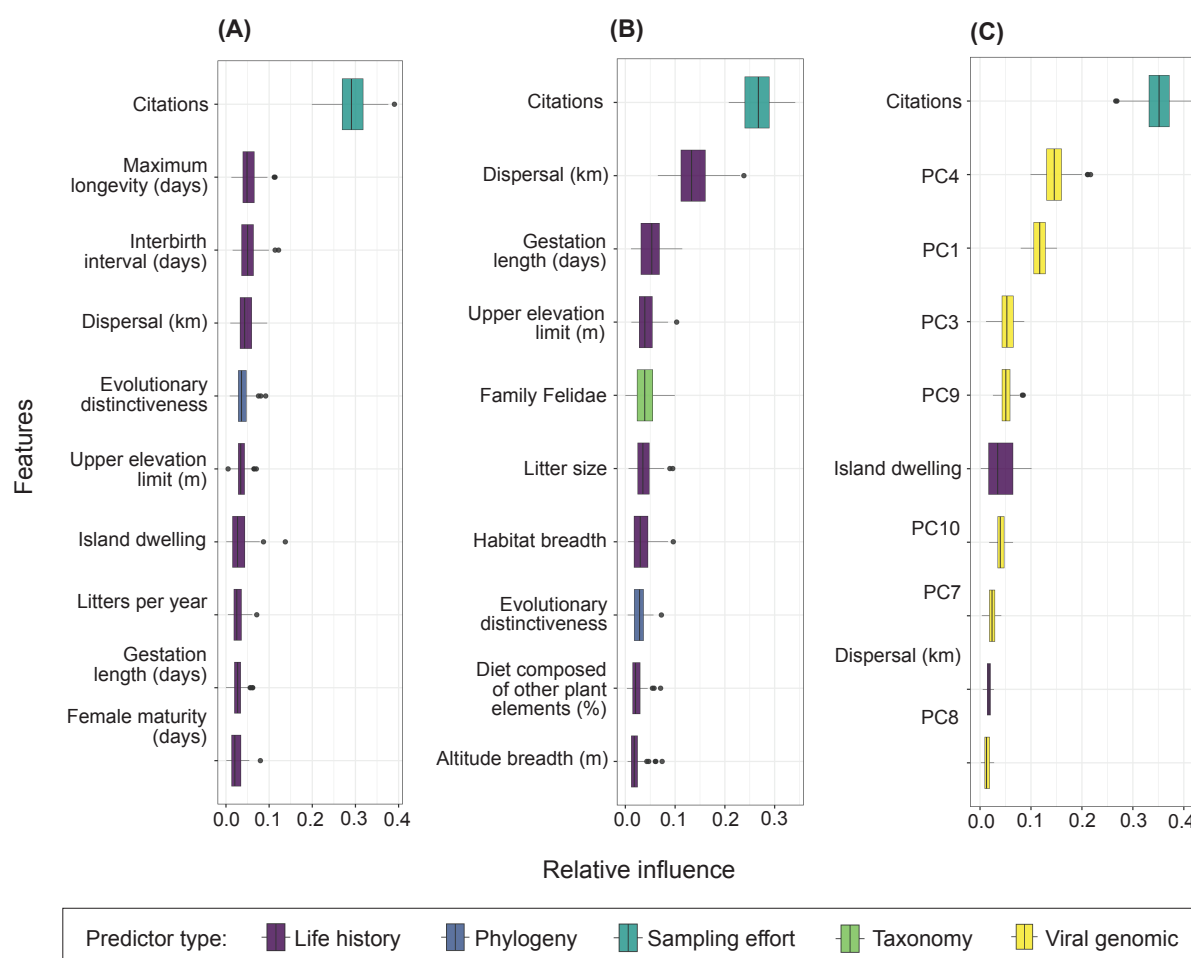 (A)
Citations
Maximum
longevity (days)
Interbirth
interval (days)
Dispersal (km)
Evolutionary
distinctiveness
Upper elevation
limit (m)
Island dwelling
Litters per year
Gestation
length (days)
Female maturity
(days)
0.0 0.1 0.2 0.3 0.4
(B)
Citations
Dispersal (km)
Gestation
length (days)
Upper elevation
limit (m)
Family Felidae
Litter size
Habitat breadth
Evolutionary
distinctiveness
Diet composed
of other plant
elements (%)
Altitude breadth (m)
0.0 0.1 0.2 0.3
(C)
Citations
PC4
PC1
PC3
PC9
Island dwelling
PC10
PC7
Dispersal (km)
PC8
0.0 0.1 0.2 0.3 0.4
Features
Relative influence
Predictor type: Life history Phylogeny Sampling effort Taxonomy Viral genomic